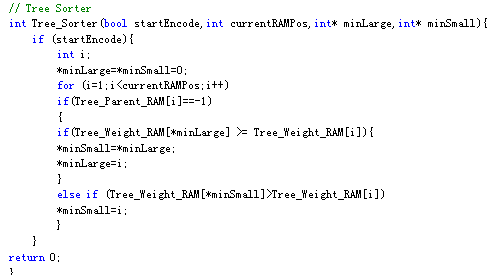 // Tree Sorter
int Tree_Sorter(bool startEncode,int currentRAMPos,int* minLarge,int* minSmall){
if (startEncode){
int i;
*minLarge=*minSmall=0;
for (i=1;i<currentRAMPos;i++)
if(Tree_Parent_RAM[i]==-1)
{
if(Tree_Weight_RAM[*minLarge] >= Tree_Weight_RAM[i]){
*minSmall=*minLarge;
*minLarge=i;
}
else if (Tree_Weight_RAM[*minSmall]>Tree_Weight_RAM[i])
*minSmall=i;
}
}
return 0;
}